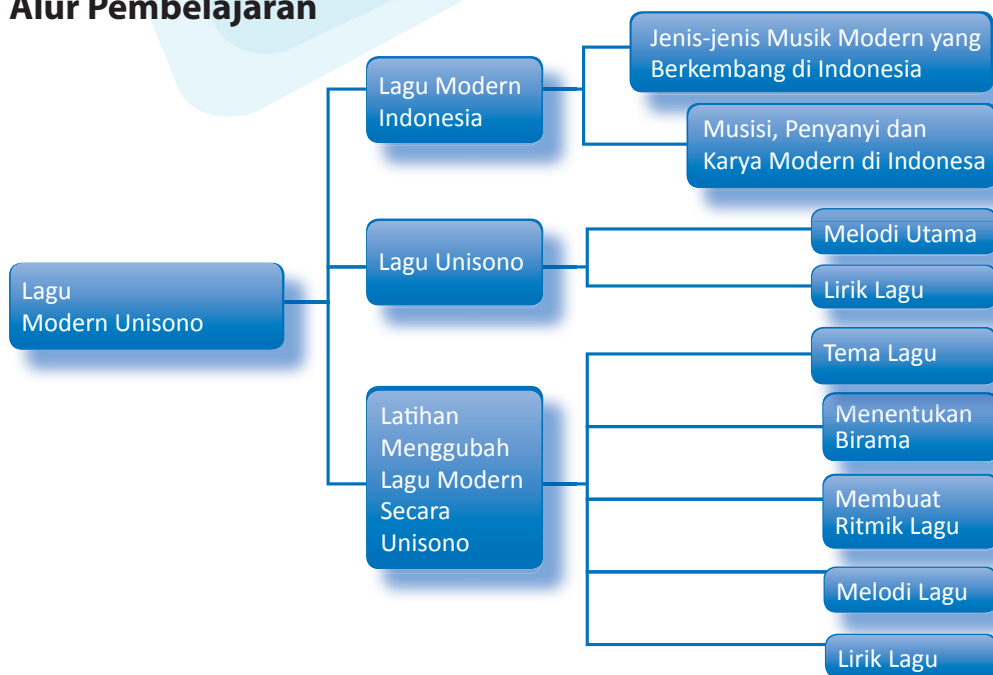 Alur Pembelajaran
Lagu
Modern Unisono
Lagu Modern
Indonesia
Jenis-jenis Musik Modern yang
Berkembang di Indonesia
Musisi, Penyanyi dan
Karya Modern di Indonesa
Lagu Unisono
Melodi Utama
Lirik Lagu
Latihan
Menggubah
Lagu Modern
Secara
Unisono
Tema Lagu
Menentukan
Birama
Membuat
Ritmik Lagu
Melodi Lagu
Lirik Lagu